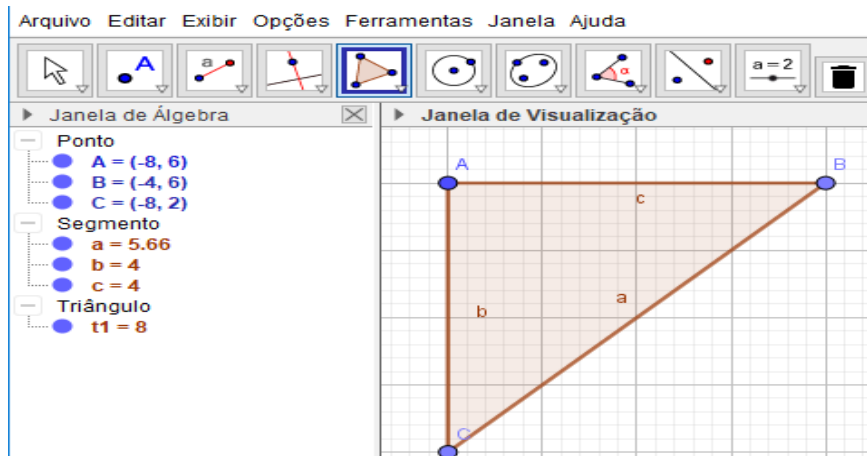 Arquivo Editar Exibir Opções Ferramentas Janela Ajuda
A a α a = 2
Janela de Álgebra
Ponto
A = (-8, 6)
B = (-4, 6)
C = (-8, 2)
Segmento
a = 5.66
b = 4
c = 4
Triângulo
t1 = 8
Janela de Visualização
A B
c
a
b
C